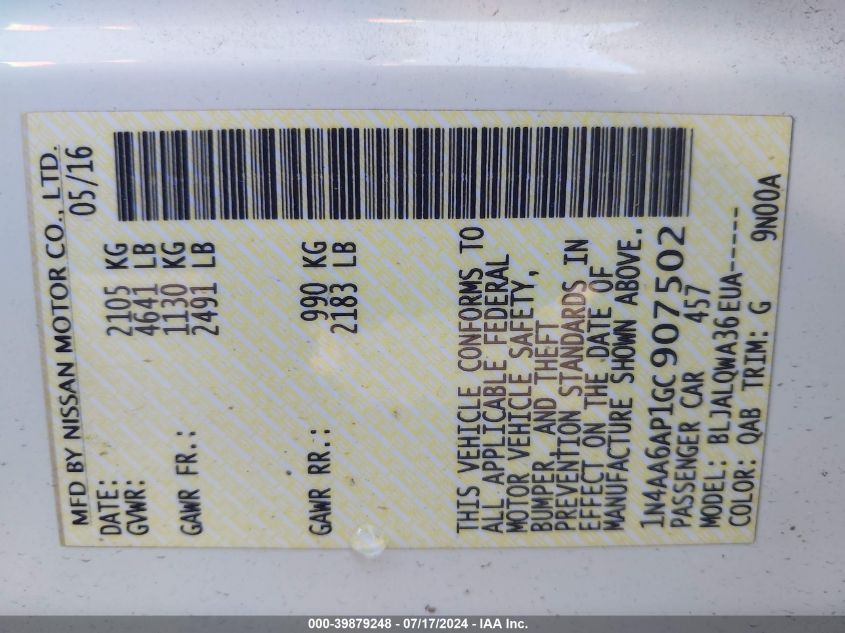 MFD BY NISSAN MOTOR CO., LTD.
DATE: 05/16
GVWR: 2105 KG
4641 LB
GAWR FR.: 1130 KG
2491 LB
GAWR RR.: 990 KG
2183 LB
THIS VEHICLE CONFORMS TO
ALL APPLICABLE FEDERAL
MOTOR VEHICLE SAFETY,
BUMPER, AND THEFT
PREVENTION STANDARDS IN
EFFECT ON THE DATE OF
MANUFACTURE SHOWN ABOVE.
1N4AA6AP1GC907502
PASSENGER CAR 457
MODEL: BLJALQWA36EUA-----
COLOR: QAB TRIM: G 9N00A
000-39879248 - 07/17/2024 - IAA Inc.